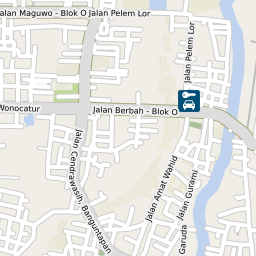 Jalan Maguwo - Blok O Jalan Pelem Lor
Jalan Pelem Lor
Wonocatur
Jalan Berbah - Blok O
Jalan Cendrawasih, Banguntapan
Jalan Amat Wahid
Jalan Gurami
Garuda